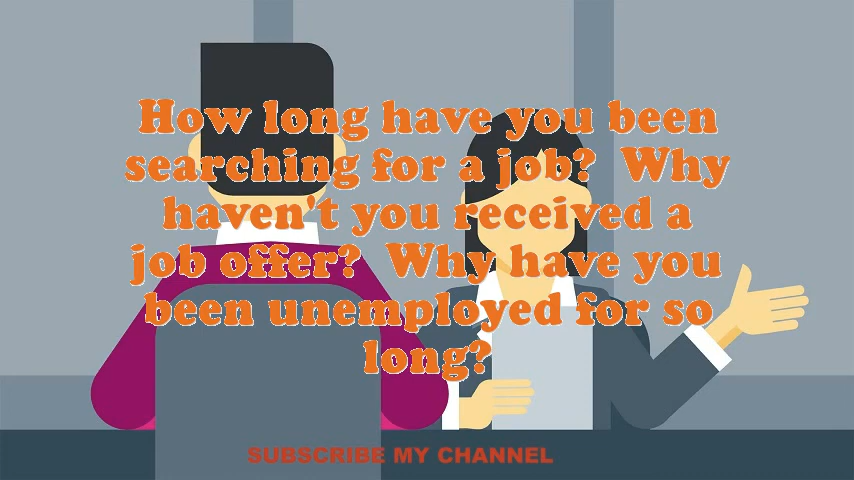 How long have you been
searching for a job?  Why
haven't you received a
job offer?  Why have you
been unemployed for so
long?
SUBSCRIBE MY CHANNEL